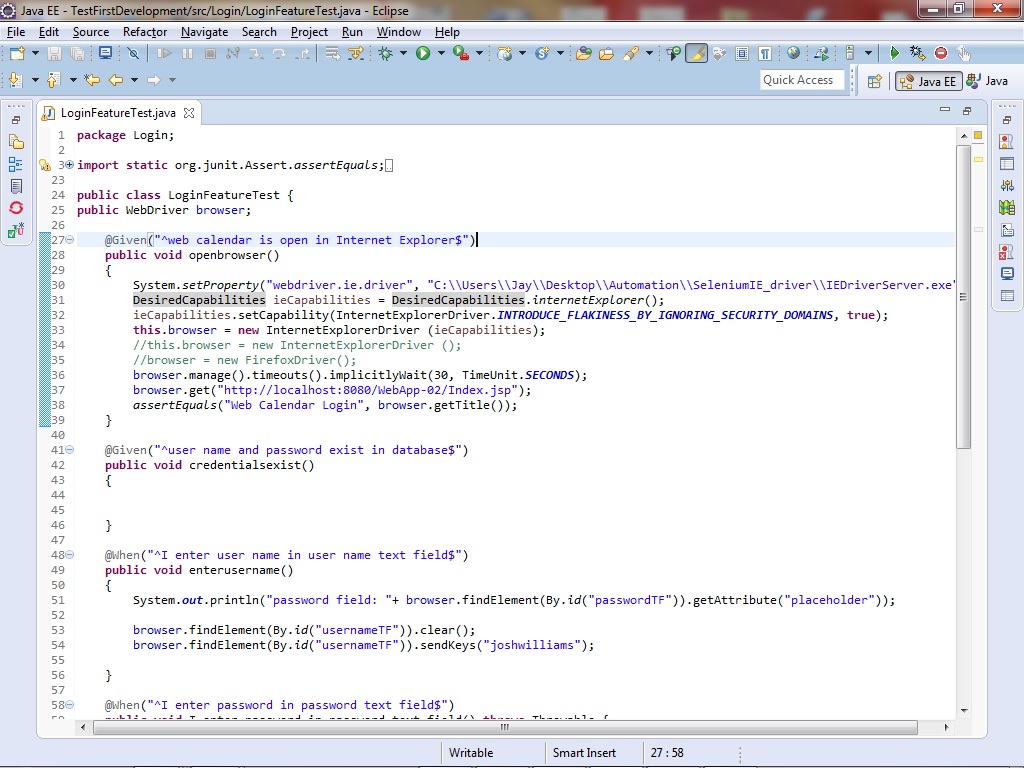 Java EE - TestFirstDevelopment/src/Login/LoginFeatureTest.java - Eclipse
File Edit Source Refactor Navigate Search Project Run Window Help
Quick Access Java EE Java
LoginFeatureTest.java
1 package Login;
2
3 import static org.junit.Assert.assertEquals;
23
24 public class LoginFeatureTest {
25 public WebDriver browser;
26
27 @Given("^web calendar is open in Internet Explorer$")
28 public void openbrowser()
29 {
30 System.setProperty("webdriver.ie.driver", "C:\\Users\\Jay\\Desktop\\Automation\\SeleniumIE_driver\\IEDriverServer.exe"
31 DesiredCapabilities ieCapabilities = DesiredCapabilities.internetExplorer();
32 ieCapabilities.setCapability(InternetExplorerDriver.INTRODUCE_FLAKINESS_BY_IGNORING_SECURITY_DOMAINS, true);
33 this.browser = new InternetExplorerDriver (ieCapabilities);
34 //this.browser = new InternetExplorerDriver ();
35 //browser = new FirefoxDriver();
36 browser.manage().timeouts().implicitlyWait(30, TimeUnit.SECONDS);
37 browser.get("http://localhost:8080/WebApp-02/Index.jsp");
38 assertEquals("Web Calendar Login", browser.getTitle());
39 }
40
41 @Given("^user name and password exist in database$")
42 public void credentialsexist()
43 {
44
45
46 }
47
48 @When("^I enter user name in user name text field$")
49 public void enterusername()
50 {
51 System.out.println("password field: "+ browser.findElement(By.id("passwordTF")).getAttribute("placeholder"));
52
53 browser.findElement(By.id("usernameTF")).clear();
54 browser.findElement(By.id("usernameTF")).sendKeys("joshwilliams");
55
56 }
57
58 @When("^I enter password in password text field$")
59 public void I_enter_password_in_password_text_field() throws Throwable {
Writable Smart Insert 27 : 58